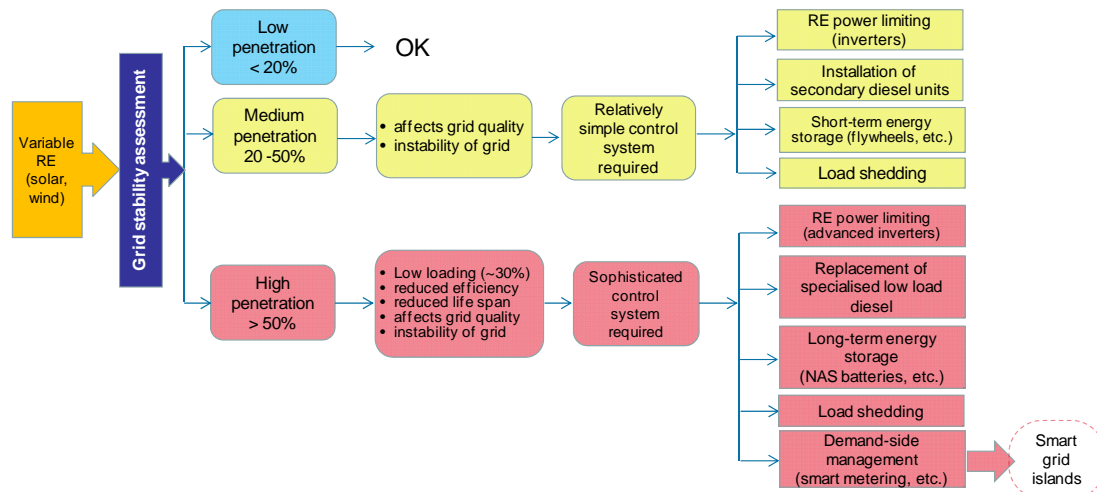 Variable
RE
(solar,
wind)
Grid stability assessment
Low
penetration
< 20%
OK
Medium
penetration
20 -50%
• affects grid quality
• instability of grid
Relatively
simple control
system
required
RE power limiting
(inverters)
Installation of
secondary diesel units
Short-term energy
storage (flywheels, etc.)
Load shedding
High
penetration
> 50%
• Low loading (~30%)
• reduced efficiency
• reduced life span
• affects grid quality
• instability of grid
Sophisticated
control
system
required
RE power limiting
(advanced inverters)
Replacement of
specialised low load
diesel
Long-term energy
storage
(NAS batteries, etc.)
Load shedding
Demand-side
management
(smart metering, etc.)
Smart
grid
islands